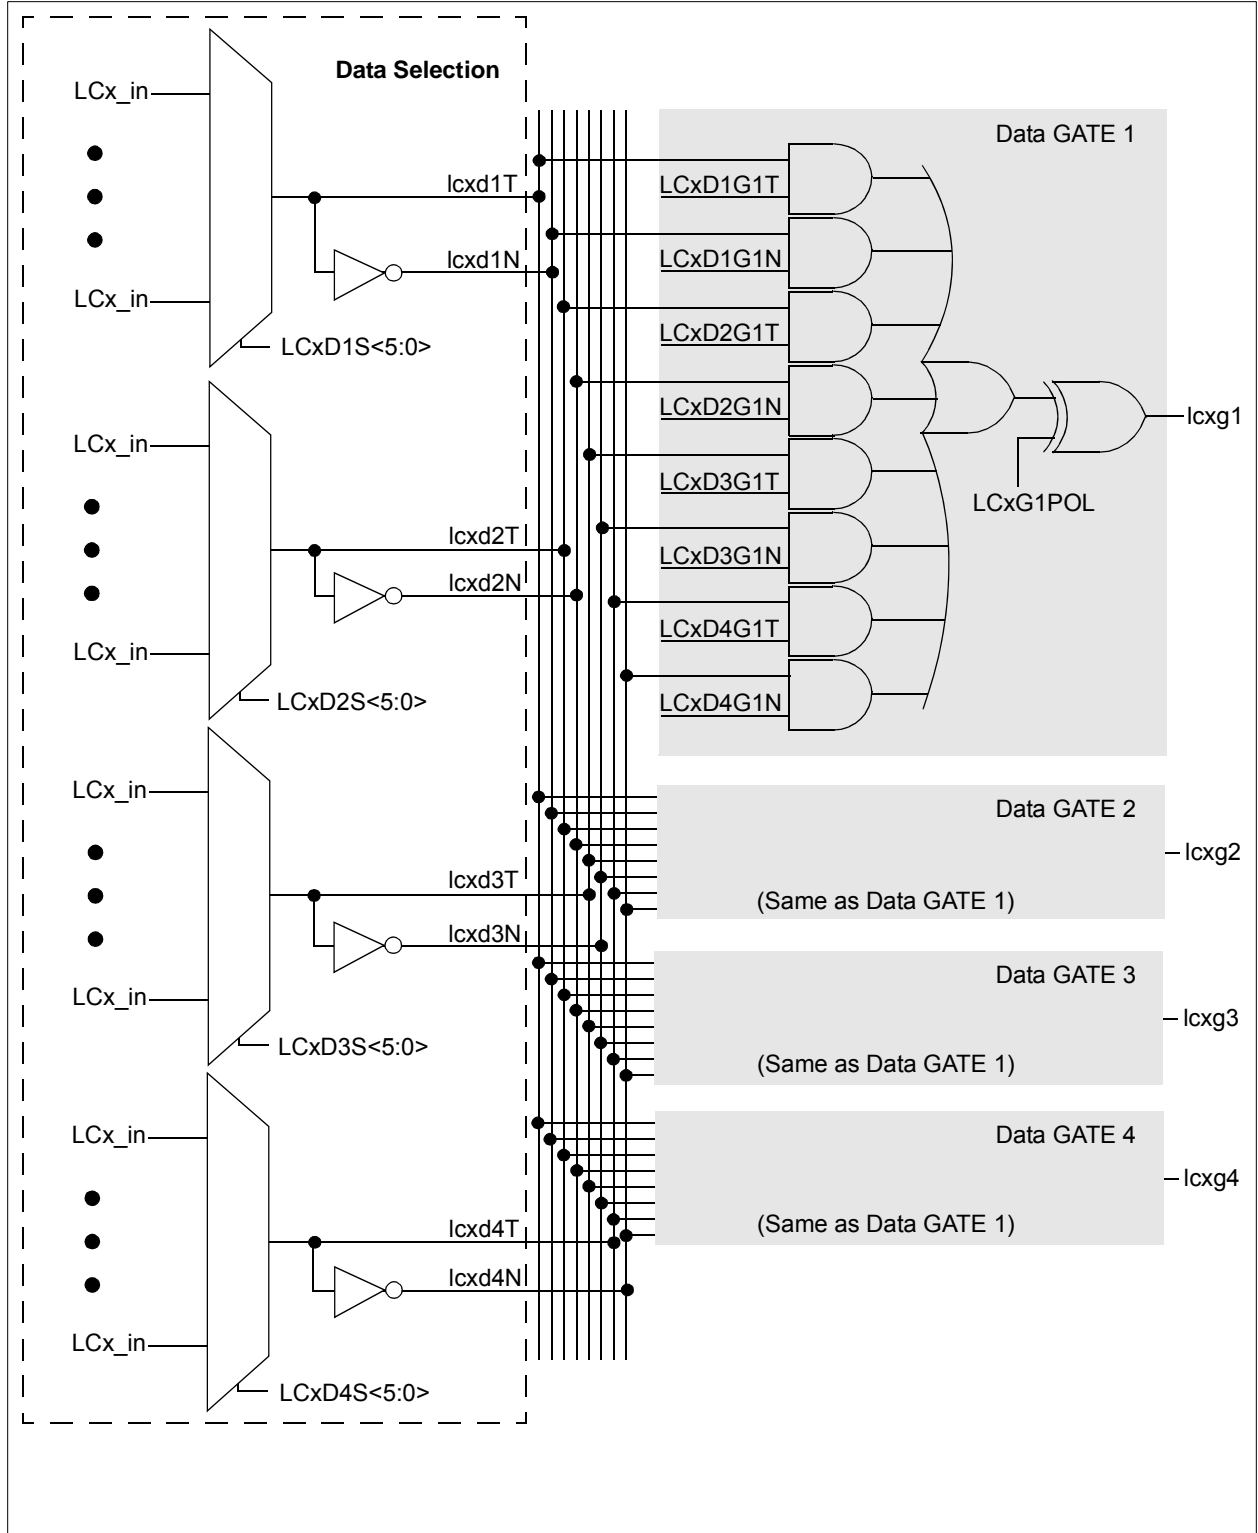 Data Selection
LCx_in
LCx_in
lcxd1T
lcxd1N
LCxD1S<5:0>
LCx_in
LCx_in
lcxd2T
lcxd2N
LCxD2S<5:0>
LCx_in
LCx_in
lcxd3T
lcxd3N
LCxD3S<5:0>
LCx_in
LCx_in
lcxd4T
lcxd4N
LCxD4S<5:0>
Data GATE 1
LCxD1G1T
LCxD1G1N
LCxD2G1T
LCxD2G1N
LCxD3G1T
LCxD3G1N
LCxD4G1T
LCxD4G1N
LCxG1POL
lcxg1
Data GATE 2
(Same as Data GATE 1)
lcxg2
Data GATE 3
(Same as Data GATE 1)
lcxg3
Data GATE 4
(Same as Data GATE 1)
lcxg4